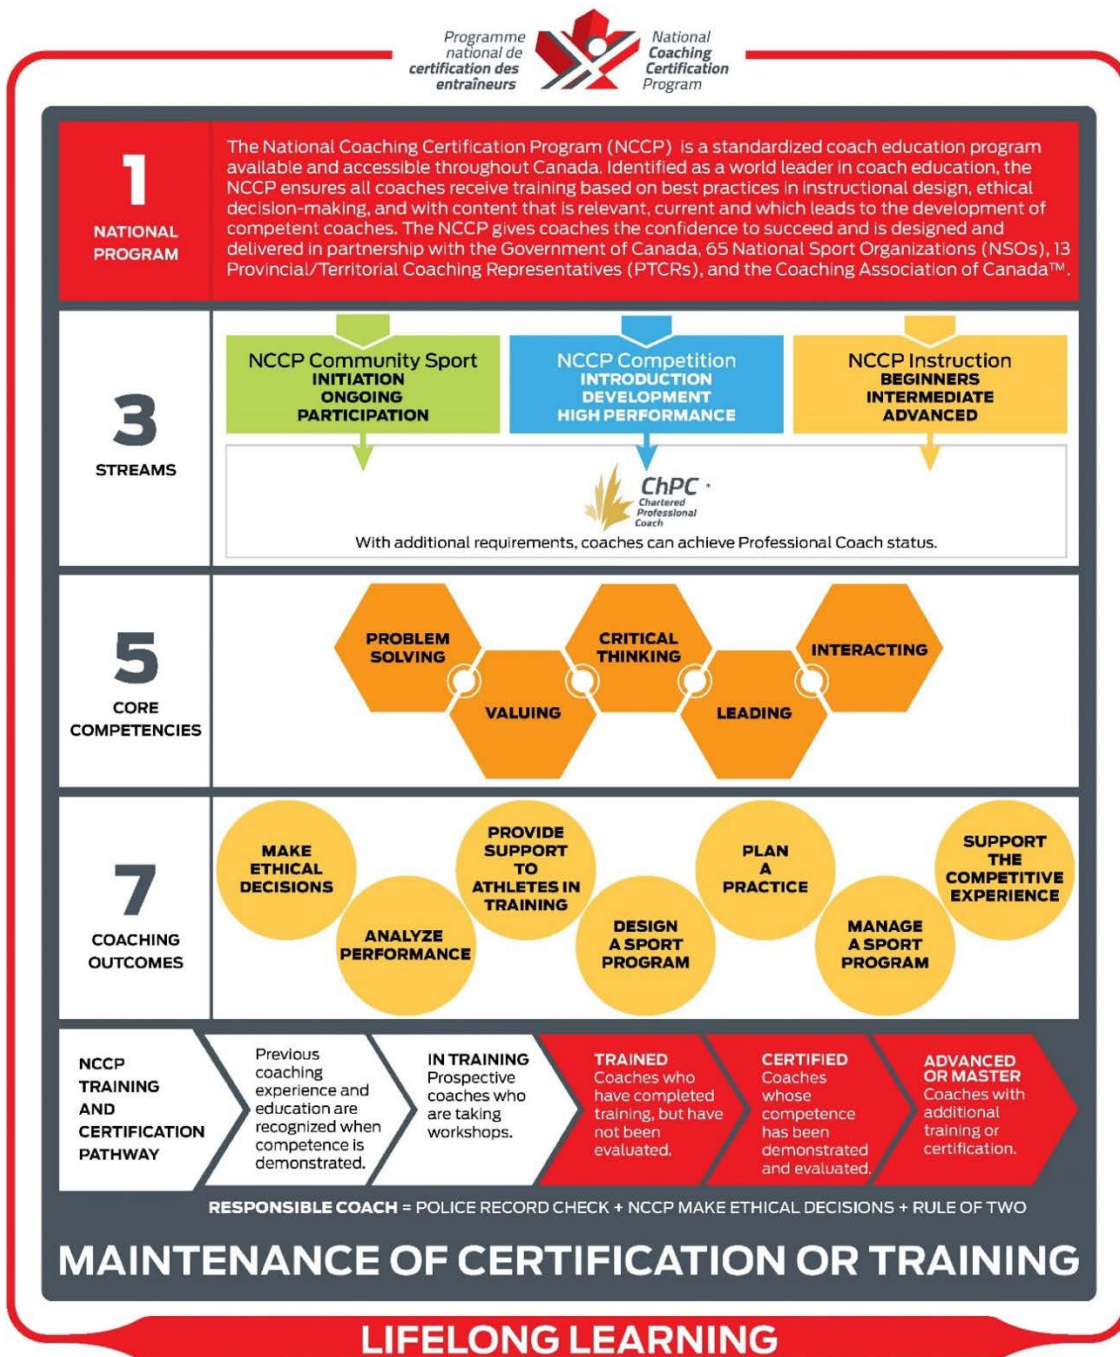 Programme
national de
certification des
entraîneurs
National
Coaching
Certification
Program
1
NATIONAL
PROGRAM
The National Coaching Certification Program (NCCP) is a standardized coach education program
available and accessible throughout Canada. Identified as a world leader in coach education, the
NCCP ensures all coaches receive training based on best practices in instructional design, ethical
decision-making, and with content that is relevant, current and which leads to the development of
competent coaches. The NCCP gives coaches the confidence to succeed and is designed and
delivered in partnership with the Government of Canada, 65 National Sport Organizations (NSOs), 13
Provincial/Territorial Coaching Representatives (PTCRs), and the Coaching Association of Canada™.
3
STREAMS
NCCP Community Sport
INITIATION
ONGOING
PARTICIPATION
NCCP Competition
INTRODUCTION
DEVELOPMENT
HIGH PERFORMANCE
NCCP Instruction
BEGINNERS
INTERMEDIATE
ADVANCED
ChPC *
Chartered
Professional
Coach
With additional requirements, coaches can achieve Professional Coach status.
5
CORE
COMPETENCIES
PROBLEM
SOLVING
VALUING
CRITICAL
THINKING
LEADING
INTERACTING
7
COACHING
OUTCOMES
MAKE
ETHICAL
DECISIONS
ANALYZE
PERFORMANCE
PROVIDE
SUPPORT
TO
ATHLETES IN
TRAINING
DESIGN
A SPORT
PROGRAM
PLAN
A
PRACTICE
MANAGE
A SPORT
PROGRAM
SUPPORT
THE
COMPETITIVE
EXPERIENCE
NCCP
TRAINING
AND
CERTIFICATION
PATHWAY
Previous
coaching
experience and
education are
recognized when
competence is
demonstrated.
IN TRAINING
Prospective
coaches who
are taking
workshops.
TRAINED
Coaches who
have completed
training, but have
not been
evaluated.
CERTIFIED
Coaches
whose
competence
has been
demonstrated
and evaluated.
ADVANCED
OR MASTER
Coaches with
additional
training or
certification.
RESPONSIBLE COACH = POLICE RECORD CHECK + NCCP MAKE ETHICAL DECISIONS + RULE OF TWO
MAINTENANCE OF CERTIFICATION OR TRAINING
LIFELONG LEARNING